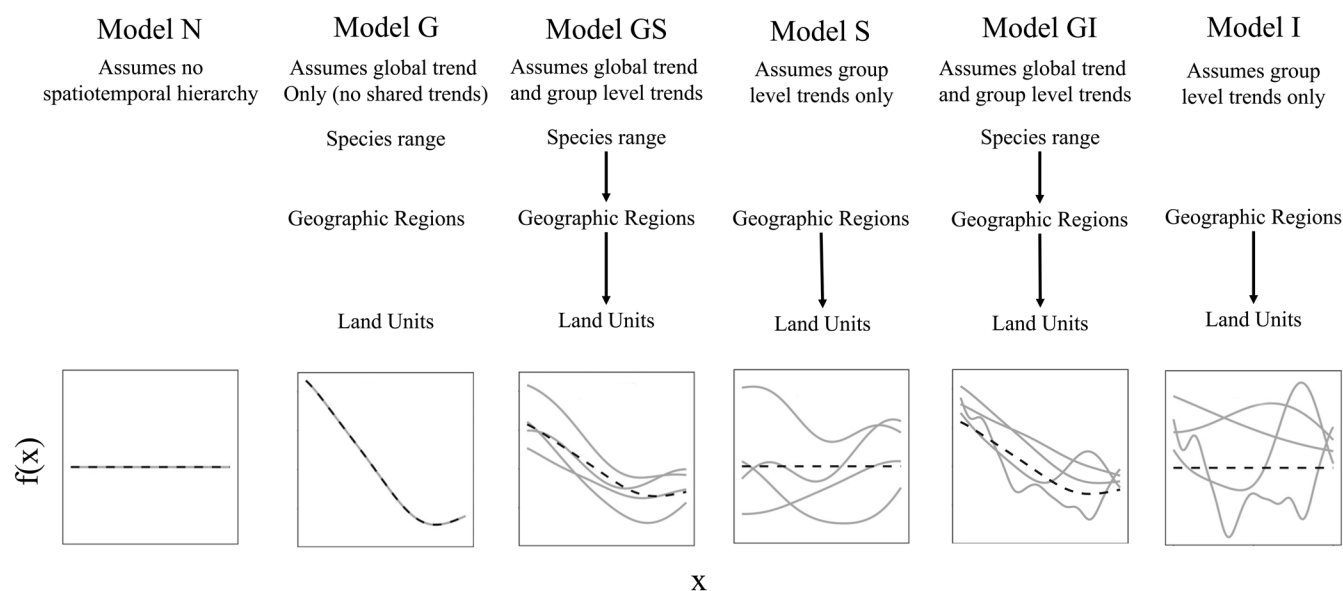 Model N
Assumes no
spatiotemporal hierarchy
Model G
Assumes global trend
Only (no shared trends)
Species range
Geographic Regions
Land Units
Model GS
Assumes global trend
and group level trends
Species range
Geographic Regions
Land Units
Model S
Assumes group
level trends only
Geographic Regions
Land Units
Model GI
Assumes global trend
and group level trends
Species range
Geographic Regions
Land Units
Model I
Assumes group
level trends only
Geographic Regions
Land Units
f(x)
x